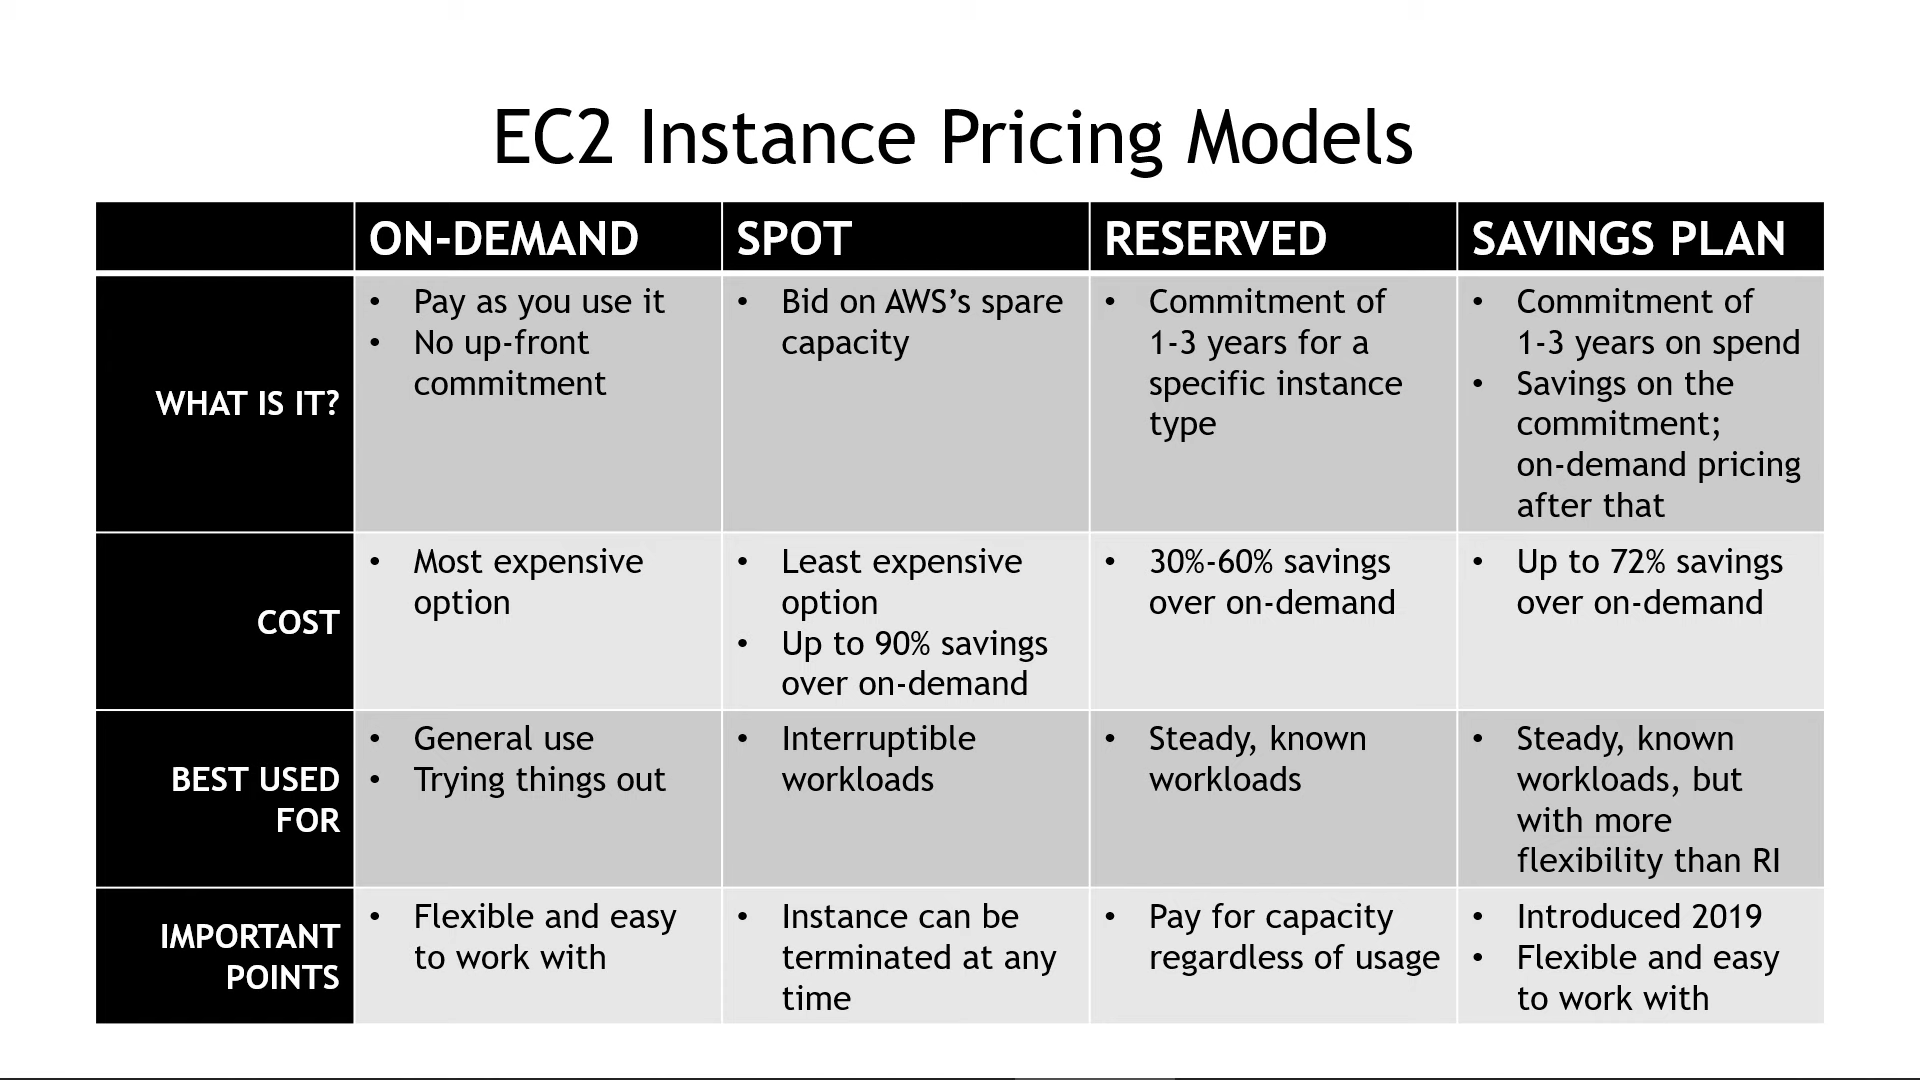 EC2 Instance Pricing Models
ON-DEMAND
SPOT
RESERVED
SAVINGS PLAN
WHAT IS IT?
• Pay as you use it
• No up-front
commitment
• Bid on AWS’s spare
capacity
• Commitment of
1-3 years for a
specific instance
type
• Commitment of
1-3 years on spend
• Savings on the
commitment;
on-demand pricing
after that
COST
• Most expensive
option
• Least expensive
option
• Up to 90% savings
over on-demand
• 30%-60% savings
over on-demand
• Up to 72% savings
over on-demand
BEST USED
FOR
• General use
• Trying things out
• Interruptible
workloads
• Steady, known
workloads
• Steady, known
workloads, but
with more
flexibility than RI
IMPORTANT
POINTS
• Flexible and easy
to work with
• Instance can be
terminated at any
time
• Pay for capacity
regardless of usage
• Introduced 2019
• Flexible and easy
to work with